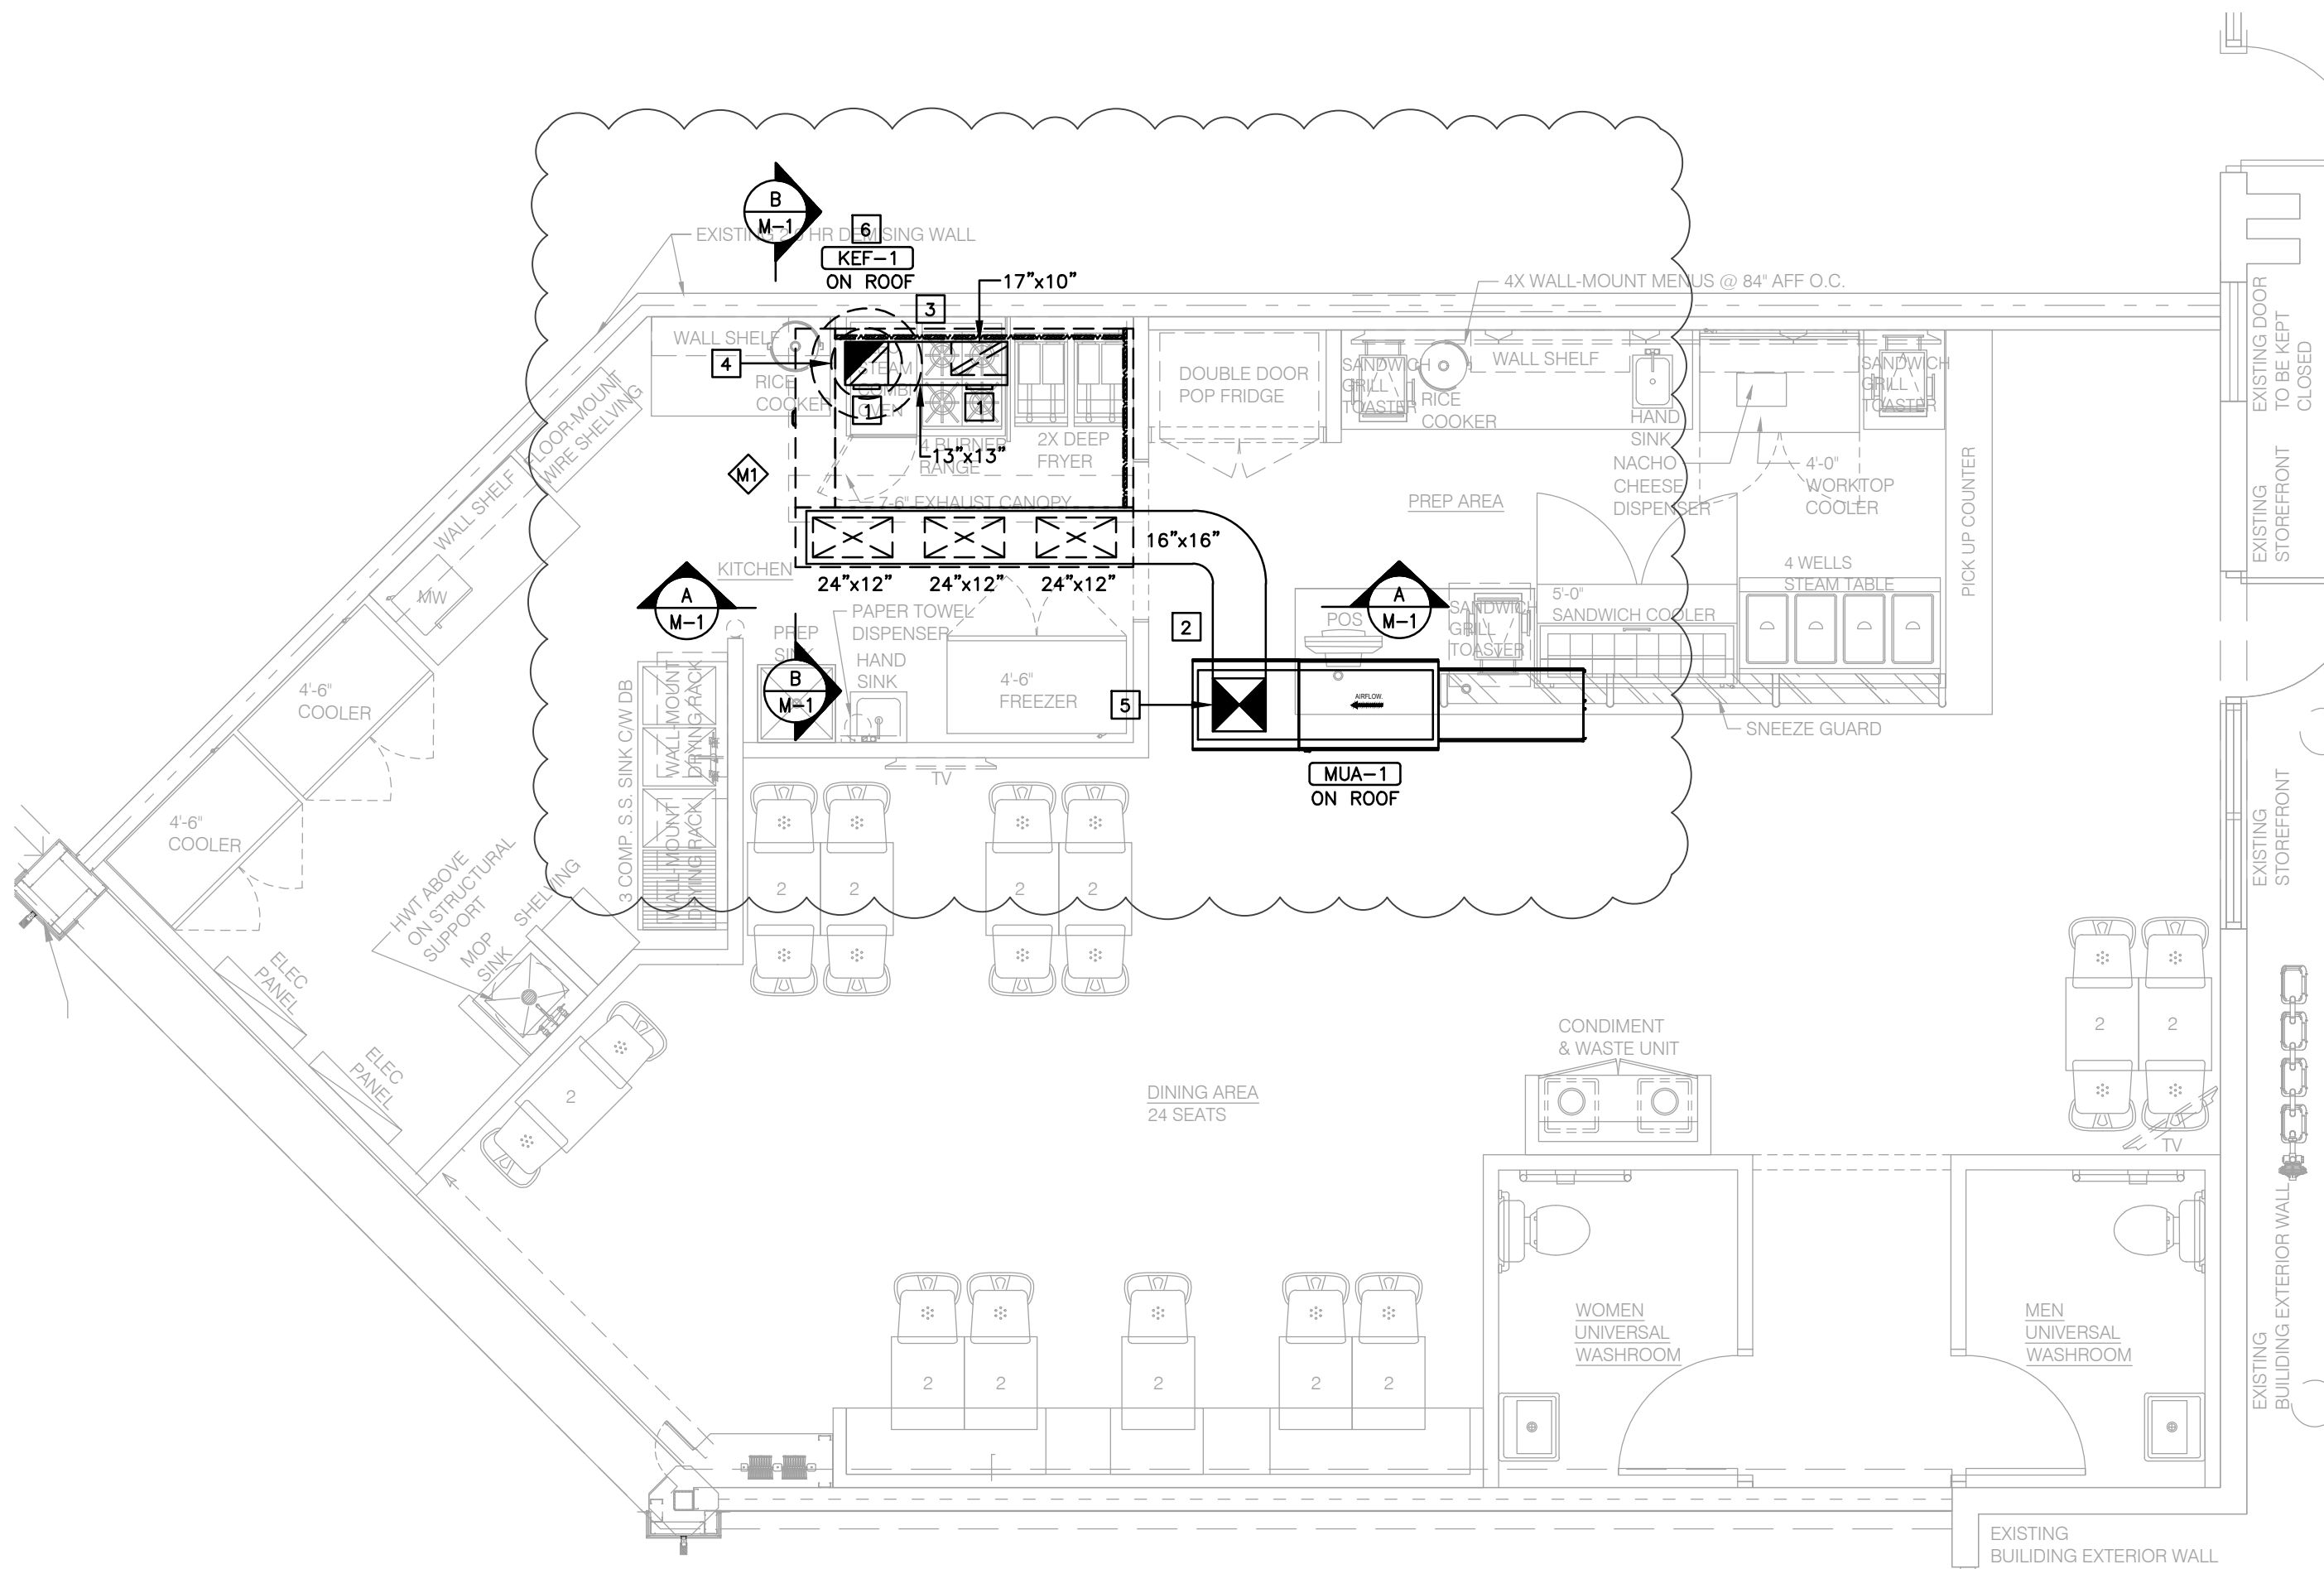 B
M-1
6
EXISTING 2.0 HR DEMISING WALL
KEF-1
ON ROOF
17"x10"
3
4X WALL-MOUNT MENUS @ 84" AFF O.C.
EXISTING DOOR
TO BE KEPT
CLOSED
WALL SHELF
4
STEAM
COMBI
OVEN
1
1
RICE
COOKER
DOUBLE DOOR
POP FRIDGE
SANDWICH
GRILL
TOASTER
RICE
COOKER
WALL SHELF
HAND
SINK
SANDWICH
GRILL
TOASTER
FLOOR-MOUNT
WIRE SHELVING
4 BURNER
RANGE
13"x13"
2X DEEP
FRYER
M1
7'-6" EXHAUST CANOPY
WALL SHELF
NACHO
CHEESE
DISPENSER
4'-0"
WORKTOP
COOLER
PREP AREA
PICK UP COUNTER
EXISTING
STOREFRONT
16"x16"
KITCHEN
24"x12"
24"x12"
24"x12"
A
M-1
A
M-1
MW
PAPER TOWEL
DISPENSER
PREP
SINK
HAND
SINK
2
POS
SANDWICH
GRILL
TOASTER
5'-0"
SANDWICH COOLER
4 WELLS
STEAM TABLE
B
M-1
4'-6"
FREEZER
5
AIRFLOW
SNEEZE GUARD
4'-6"
COOLER
3 COMP. S.S. SINK C/W DB
WALL-MOUNT
DRYING RACK
WALL-MOUNT
DRYING RACK
TV
MUA-1
ON ROOF
EXISTING
STOREFRONT
4'-6"
COOLER
2
2
2
2
HWT ABOVE
ON STRUCTURAL
SUPPORT
SHELVING
MOP
SINK
ELEC
PANEL
ELEC
PANEL
2
DINING AREA
24 SEATS
CONDIMENT
& WASTE UNIT
2
2
TV
WOMEN
UNIVERSAL
WASHROOM
MEN
UNIVERSAL
WASHROOM
EXISTING
BUILIDING EXTERIOR WALL
2
2
2
2
2
EXISTING
BUILIDING EXTERIOR WALL